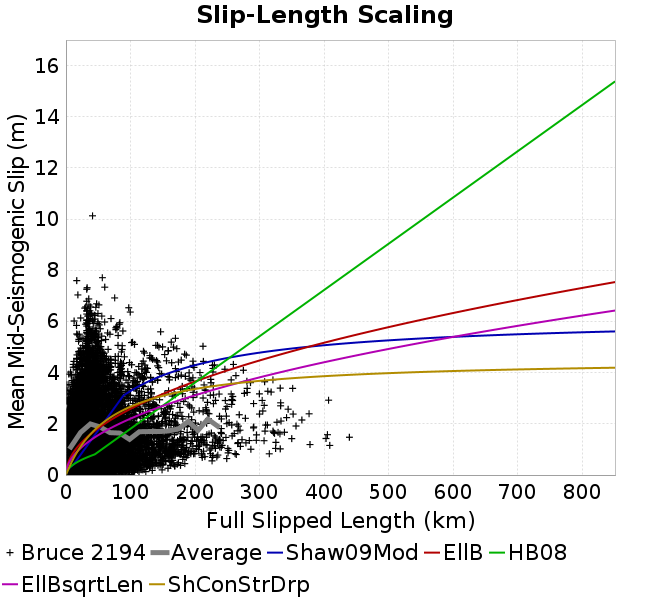 Slip-Length Scaling
Mean Mid-Seismogenic Slip (m)
16
14
12
10
8
6
4
2
0
0 100 200 300 400 500 600 700 800
Full Slipped Length (km)
Bruce 2194 Average Shaw09Mod EllB HB08
EllBsqrtLen ShConStrDrp